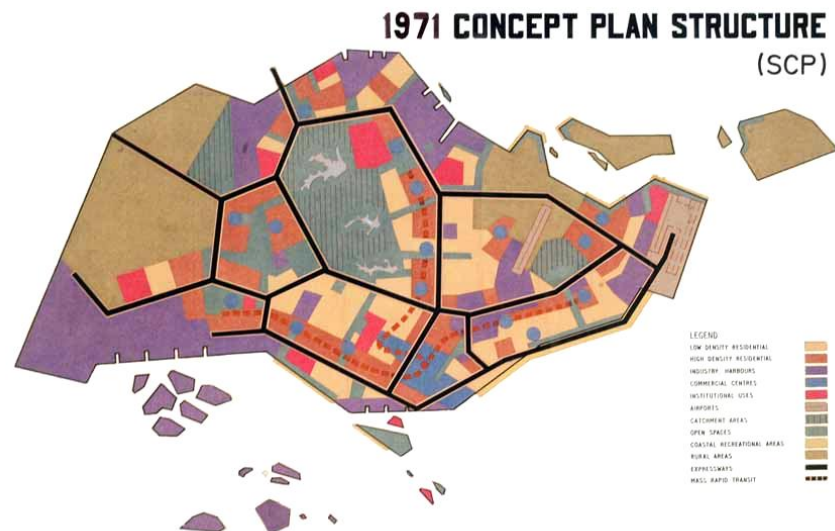 1971 CONCEPT PLAN STRUCTURE
(SCP)
LEGEND
LOW DENSITY RESIDENTIAL
HIGH DENSITY RESIDENTIAL
INDUSTRY HARBOURS
COMMERCIAL CENTRES
INSTITUTIONAL USES
AIRPORTS
CATCHMENT AREAS
OPEN SPACES
COASTAL RECREATIONAL AREAS
RURAL AREAS
EXPRESSWAYS
MASS RAPID TRANSIT